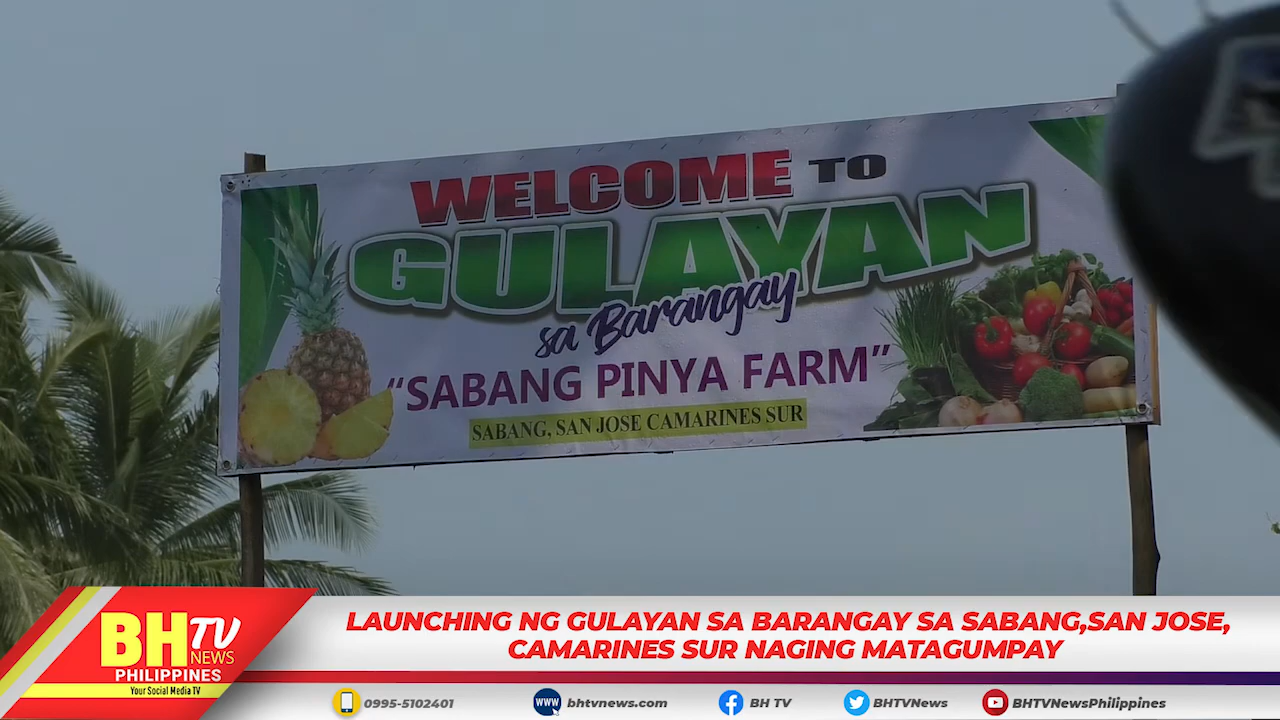 WELCOME TO
GULAYAN
sa Barangay
"SABANG PINYA FARM"
SABANG, SAN JOSE CAMARINES SUR
BH TV
NEWS
PHILIPPINES
Your Social Media TV
LAUNCHING NG GULAYAN SA BARANGAY SA SABANG,SAN JOSE,
CAMARINES SUR NAGING MATAGUMPAY
0995-5102401 www bhtvnews.com BH TV BHTVNews BHTVNewsPhilippines